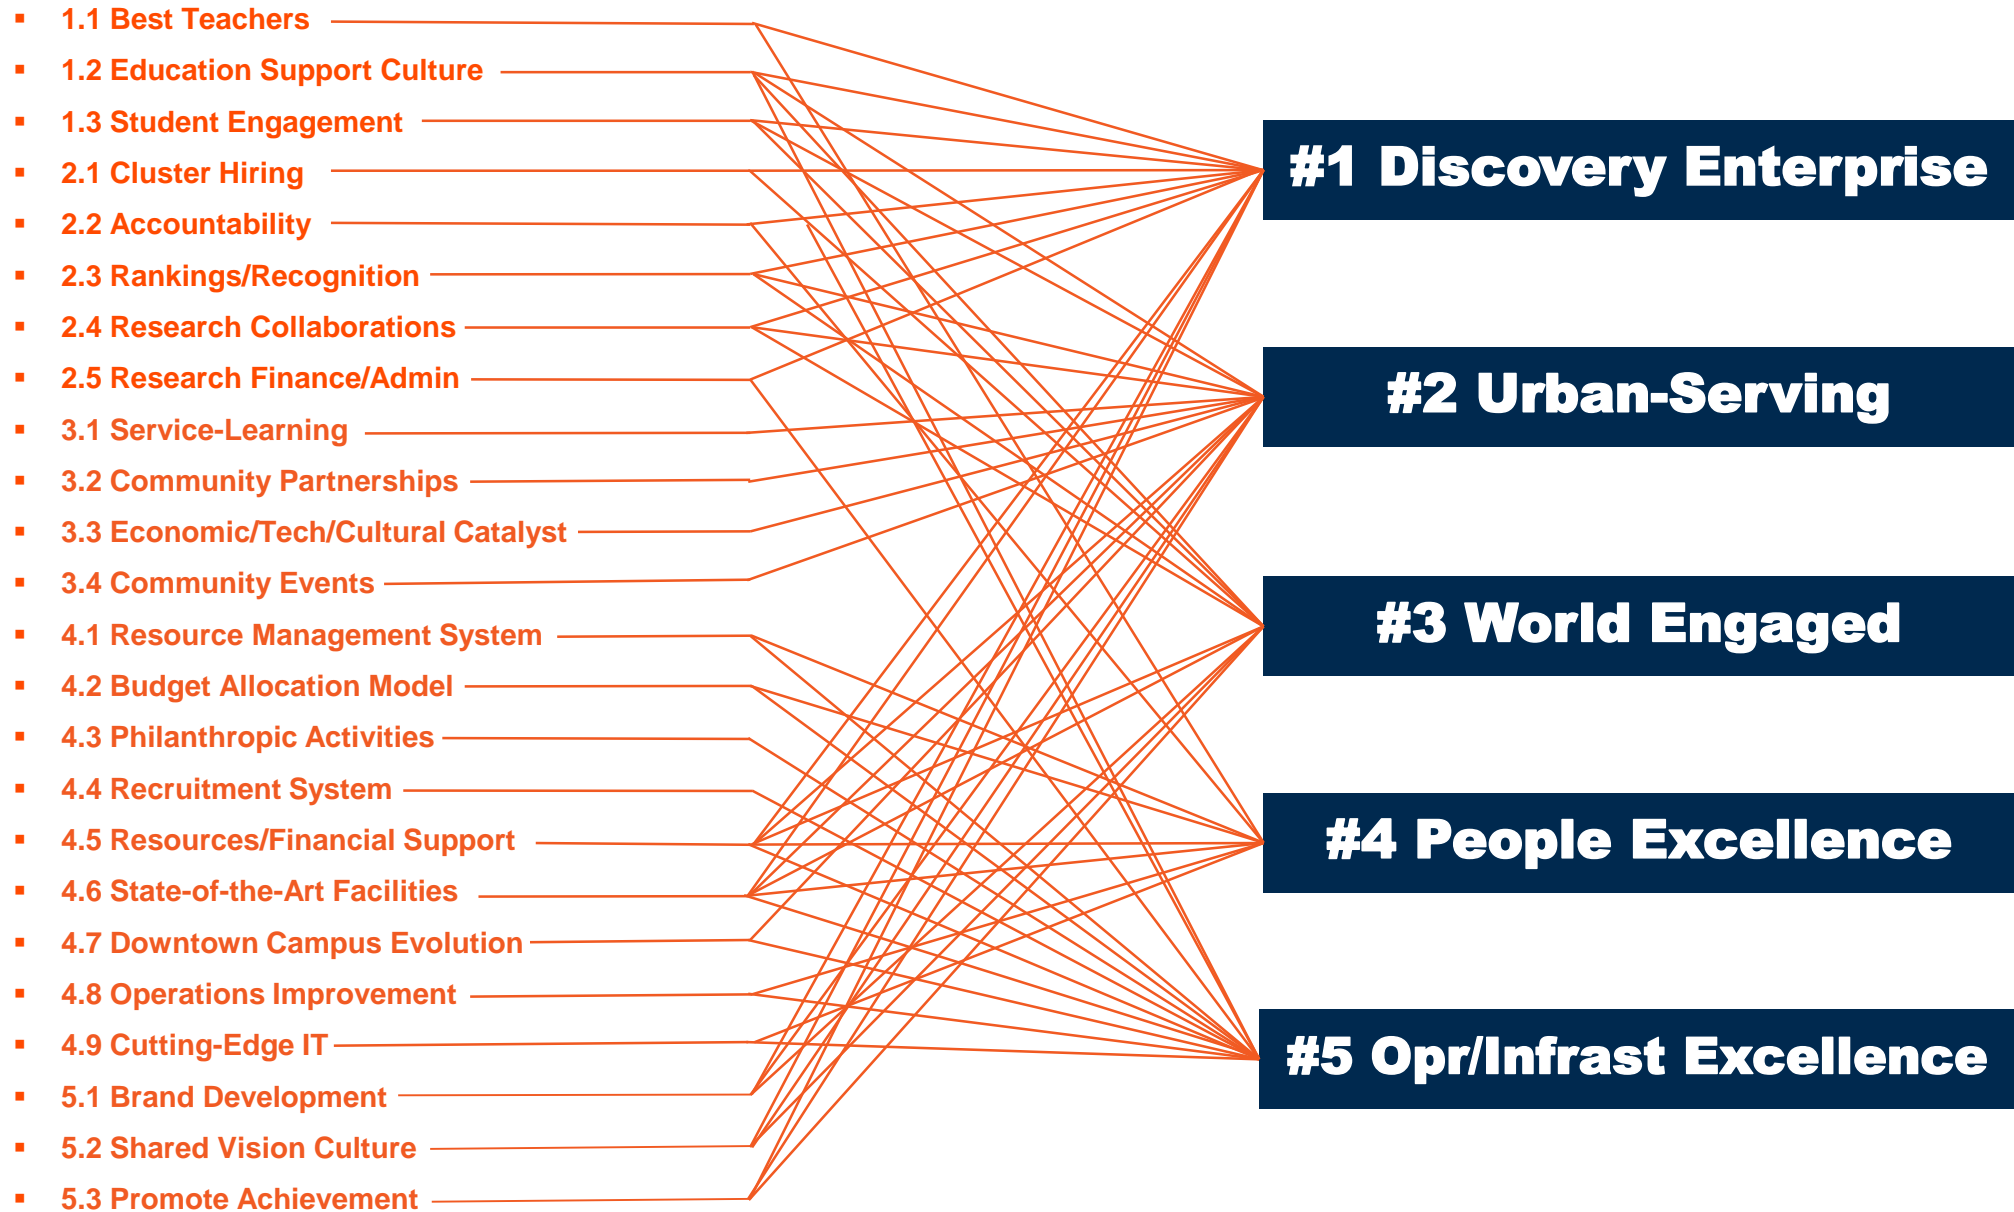 1.1 Best Teachers
1.2 Education Support Culture
1.3 Student Engagement
2.1 Cluster Hiring
2.2 Accountability
2.3 Rankings/Recognition
2.4 Research Collaborations
2.5 Research Finance/Admin
3.1 Service-Learning
3.2 Community Partnerships
3.3 Economic/Tech/Cultural Catalyst
3.4 Community Events
4.1 Resource Management System
4.2 Budget Allocation Model
4.3 Philanthropic Activities
4.4 Recruitment System
4.5 Resources/Financial Support
4.6 State-of-the-Art Facilities
4.7 Downtown Campus Evolution
4.8 Operations Improvement
4.9 Cutting-Edge IT
5.1 Brand Development
5.2 Shared Vision Culture
5.3 Promote Achievement
#1 Discovery Enterprise
#2 Urban-Serving
#3 World Engaged
#4 People Excellence
#5 Opr/Infrast Excellence